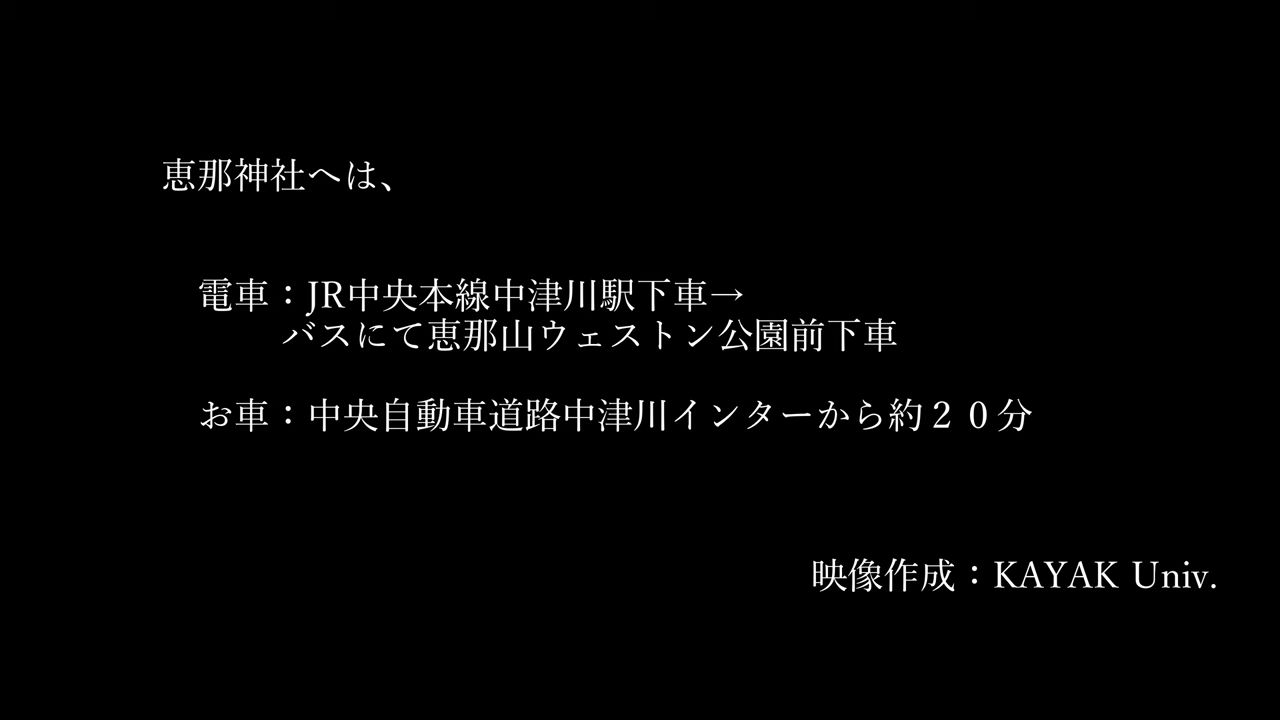 恵那神社へは、
電車：JR中央本線中津川駅下車→
バスにて恵那山ウェストン公園前下車
お車：中央自動車道路中津川インターから約２０分
映像作成：KAYAK Univ.